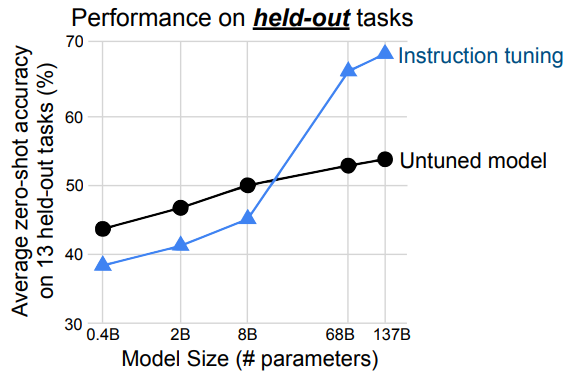 Performance on held-out tasks
Average zero-shot accuracy
on 13 held-out tasks (%)
70
60
50
40
30
Instruction tuning
Untuned model
0.4B 2B 8B 68B 137B
Model Size (# parameters)